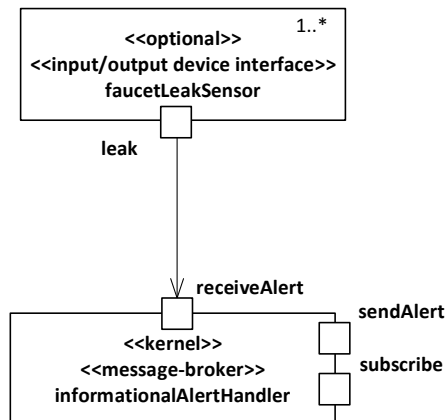 1..*
<<optional>>
<<input/output device interface>>
faucetLeakSensor
leak
receiveAlert
sendAlert
<<kernel>>
<<message-broker>>
subscribe
informationalAlertHandler